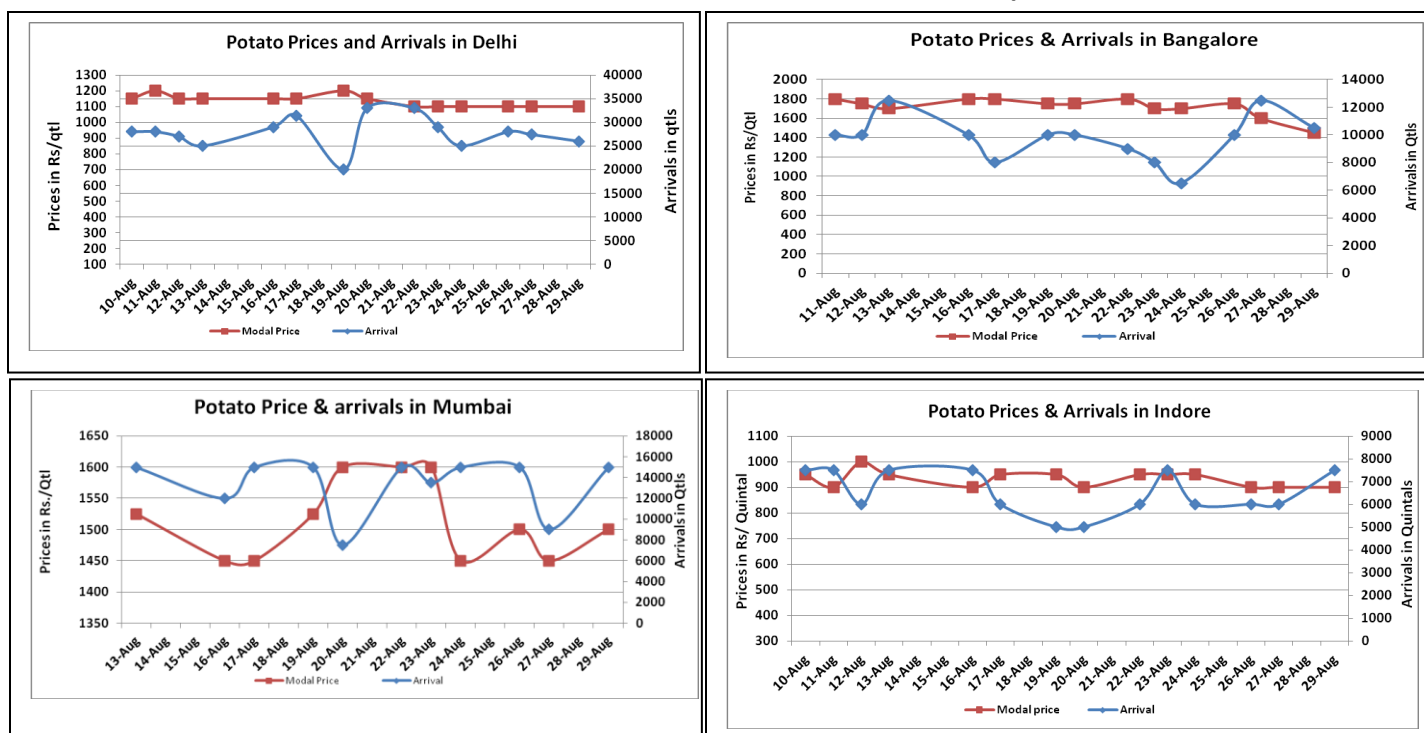 Potato Prices and Arrivals in Delhi
Prices in Rs/qtl
1300
1200
1100
1000
900
800
700
600
500
400
300
200
100
40000
35000
30000
25000
20000
15000
10000
5000
0
Arrivals in qtls
10-Aug
11-Aug
12-Aug
13-Aug
14-Aug
15-Aug
16-Aug
17-Aug
18-Aug
19-Aug
20-Aug
21-Aug
22-Aug
23-Aug
24-Aug
25-Aug
26-Aug
27-Aug
28-Aug
29-Aug
Modal Price Arrival
Potato Prices & Arrivals in Bangalore
Prices in Rs/Qtl
2000
1800
1600
1400
1200
1000
800
600
400
200
0
14000
12000
10000
8000
6000
4000
2000
0
Arrivals in Qtls
11-Aug
12-Aug
13-Aug
14-Aug
15-Aug
16-Aug
17-Aug
18-Aug
19-Aug
20-Aug
21-Aug
22-Aug
23-Aug
24-Aug
25-Aug
26-Aug
27-Aug
28-Aug
29-Aug
Modal Price Arrival
Potato Price & arrivals in Mumbai
Prices in Rs./Qtl
1650
1600
1550
1500
1450
1400
1350
18000
16000
14000
12000
10000
8000
6000
4000
2000
0
Arrivals in Qtls
13-Aug
14-Aug
15-Aug
16-Aug
17-Aug
18-Aug
19-Aug
20-Aug
21-Aug
22-Aug
23-Aug
24-Aug
25-Aug
26-Aug
27-Aug
28-Aug
29-Aug
Modal Price Arrival
Potato Prices & Arrivals in Indore
Prices in Rs/ Quintal
1100
1000
900
800
700
600
500
400
300
9000
8000
7000
6000
5000
4000
3000
2000
1000
0
Arrivals in Quintals
10-Aug
11-Aug
12-Aug
13-Aug
14-Aug
15-Aug
16-Aug
17-Aug
18-Aug
19-Aug
20-Aug
21-Aug
22-Aug
23-Aug
24-Aug
25-Aug
26-Aug
27-Aug
28-Aug
29-Aug
Modal price Arrival